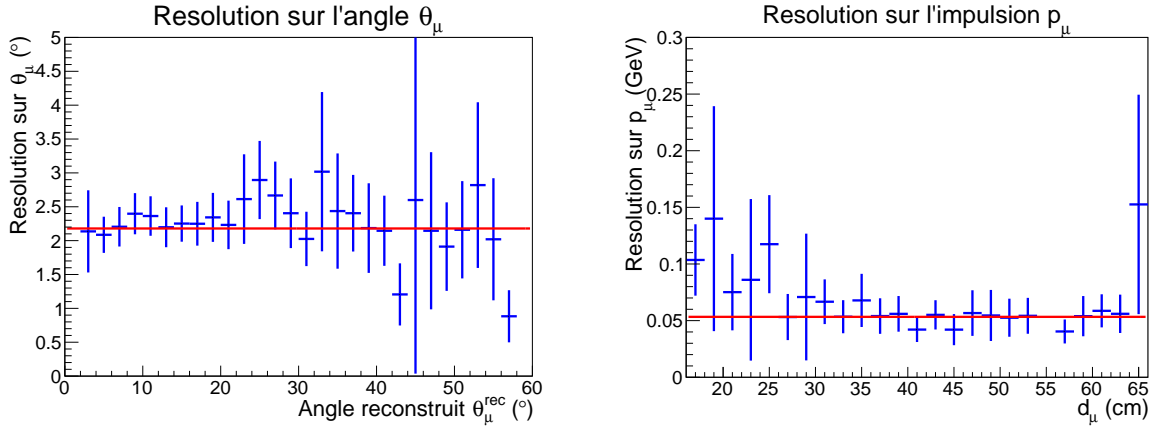 Resolution sur l'angle θμ
Resolution sur θμ (°)
5
4.5
4
3.5
3
2.5
2
1.5
1
0.5
0
0 10 20 30 40 50 60
Angle reconstruit θμ^rec (°)
Resolution sur l'impulsion pμ
Resolution sur pμ (GeV)
0.3
0.25
0.2
0.15
0.1
0.05
0
20 25 30 35 40 45 50 55 60 65
dμ (cm)